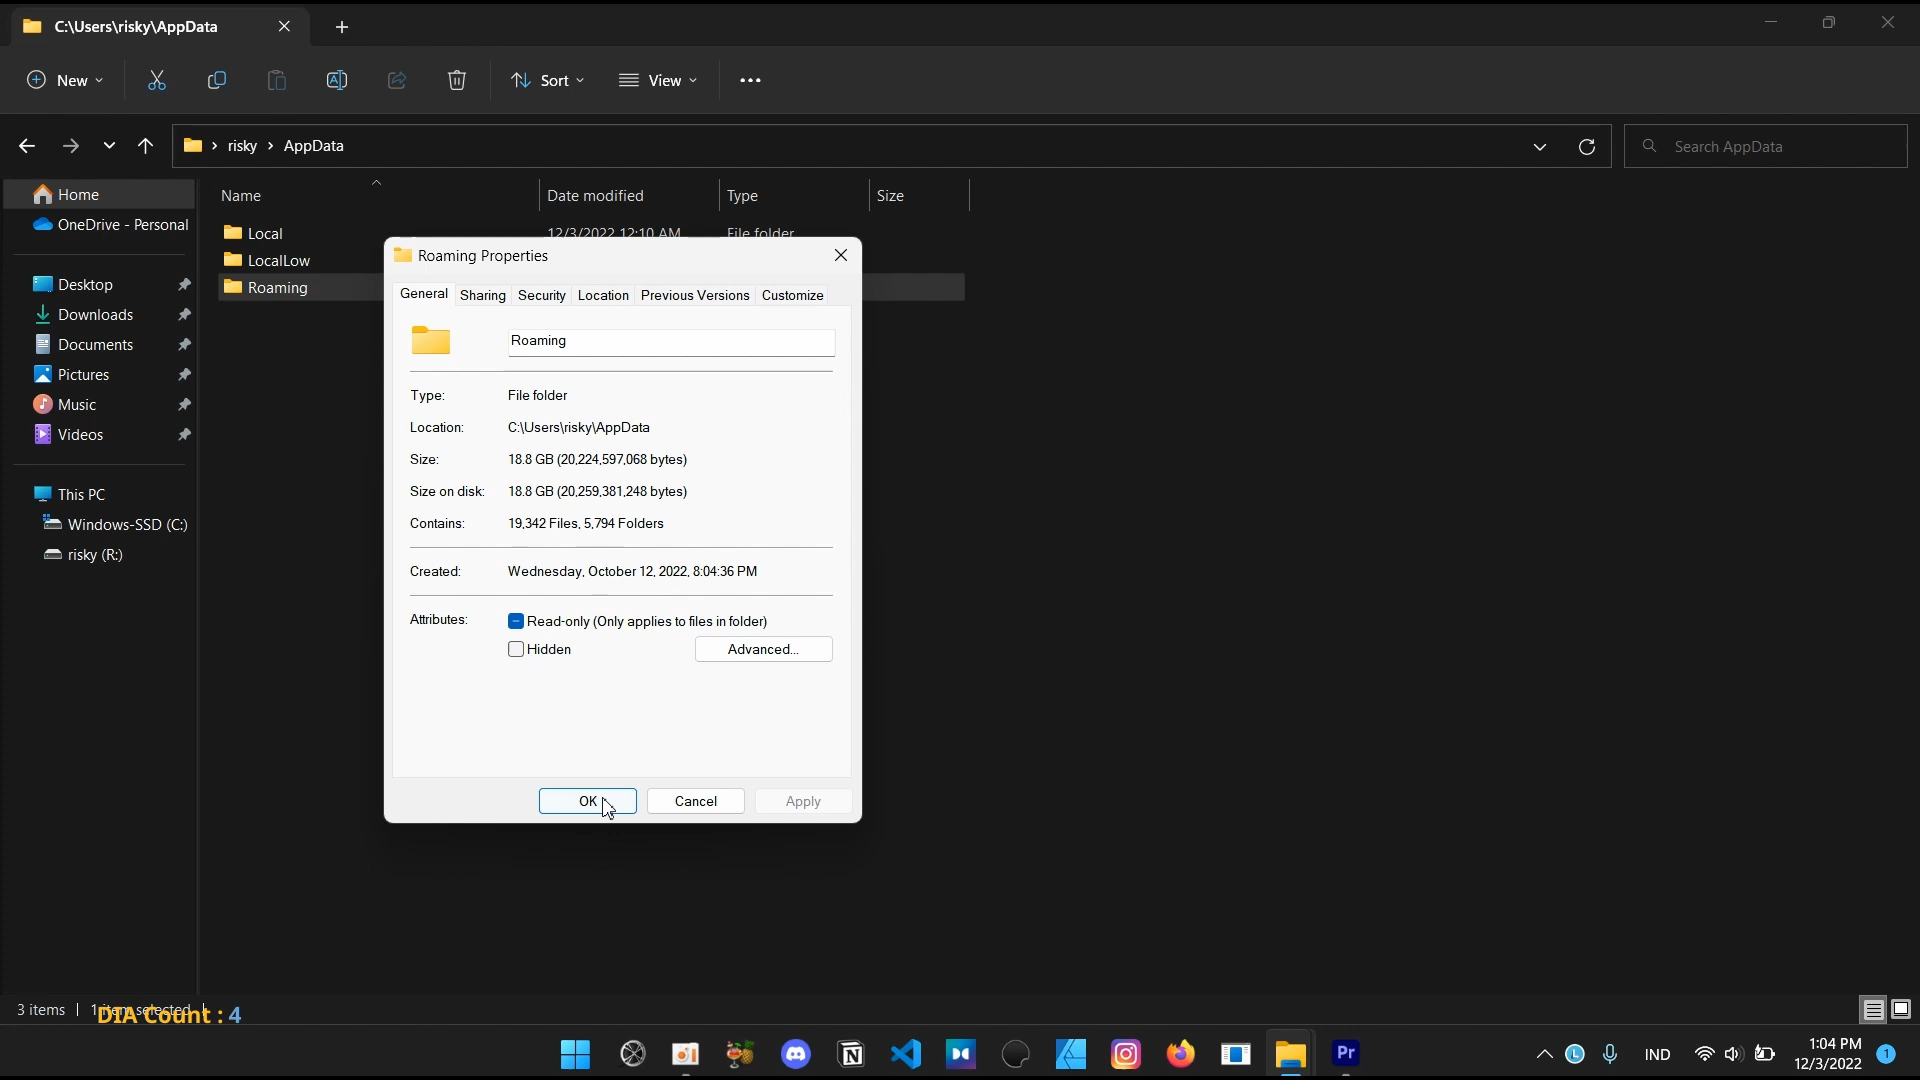 C:\Users\risky\AppData
New
Sort
View
risky > AppData
Search AppData
Name
Date modified
Type
Size
Home
OneDrive - Personal
Desktop
Downloads
Documents
Pictures
Music
Videos
This PC
Windows-SSD (C:)
risky (R:)
Local 12/3/2022 12:10 AM File folder
LocalLow
Roaming
Roaming Properties
General Sharing Security Location Previous Versions Customize
Roaming
Type: File folder
Location: C:\Users\risky\AppData
Size: 18.8 GB (20,224,597,068 bytes)
Size on disk: 18.8 GB (20,259,381,248 bytes)
Contains: 19,342 Files, 5,794 Folders
Created: Wednesday, October 12, 2022, 8:04:36 PM
Attributes: Read-only (Only applies to files in folder)
Hidden Advanced...
OK Cancel Apply
3 items 1 item selected
DIA Count : 4
Pr
IND
1:04 PM
12/3/2022
1